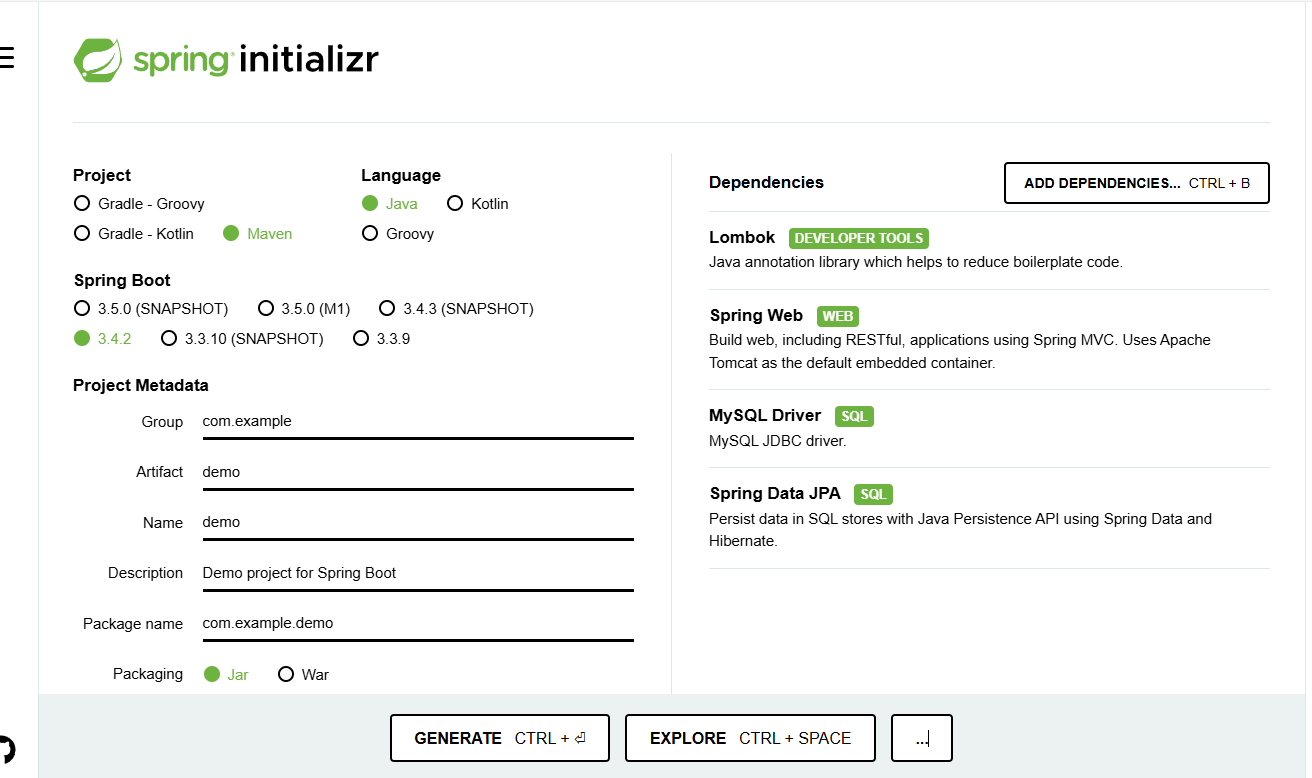 spring initializr
Project
Gradle - Groovy
Gradle - Kotlin Maven
Language
Java Kotlin
Groovy
Spring Boot
3.5.0 (SNAPSHOT) 3.5.0 (M1) 3.4.3 (SNAPSHOT)
3.4.2 3.3.10 (SNAPSHOT) 3.3.9
Project Metadata
Group com.example
Artifact demo
Name demo
Description Demo project for Spring Boot
Package name com.example.demo
Packaging Jar War
Dependencies ADD DEPENDENCIES... CTRL + B
Lombok DEVELOPER TOOLS
Java annotation library which helps to reduce boilerplate code.
Spring Web WEB
Build web, including RESTful, applications using Spring MVC. Uses Apache
Tomcat as the default embedded container.
MySQL Driver SQL
MySQL JDBC driver.
Spring Data JPA SQL
Persist data in SQL stores with Java Persistence API using Spring Data and
Hibernate.
GENERATE CTRL + ⏎ EXPLORE CTRL + SPACE ...